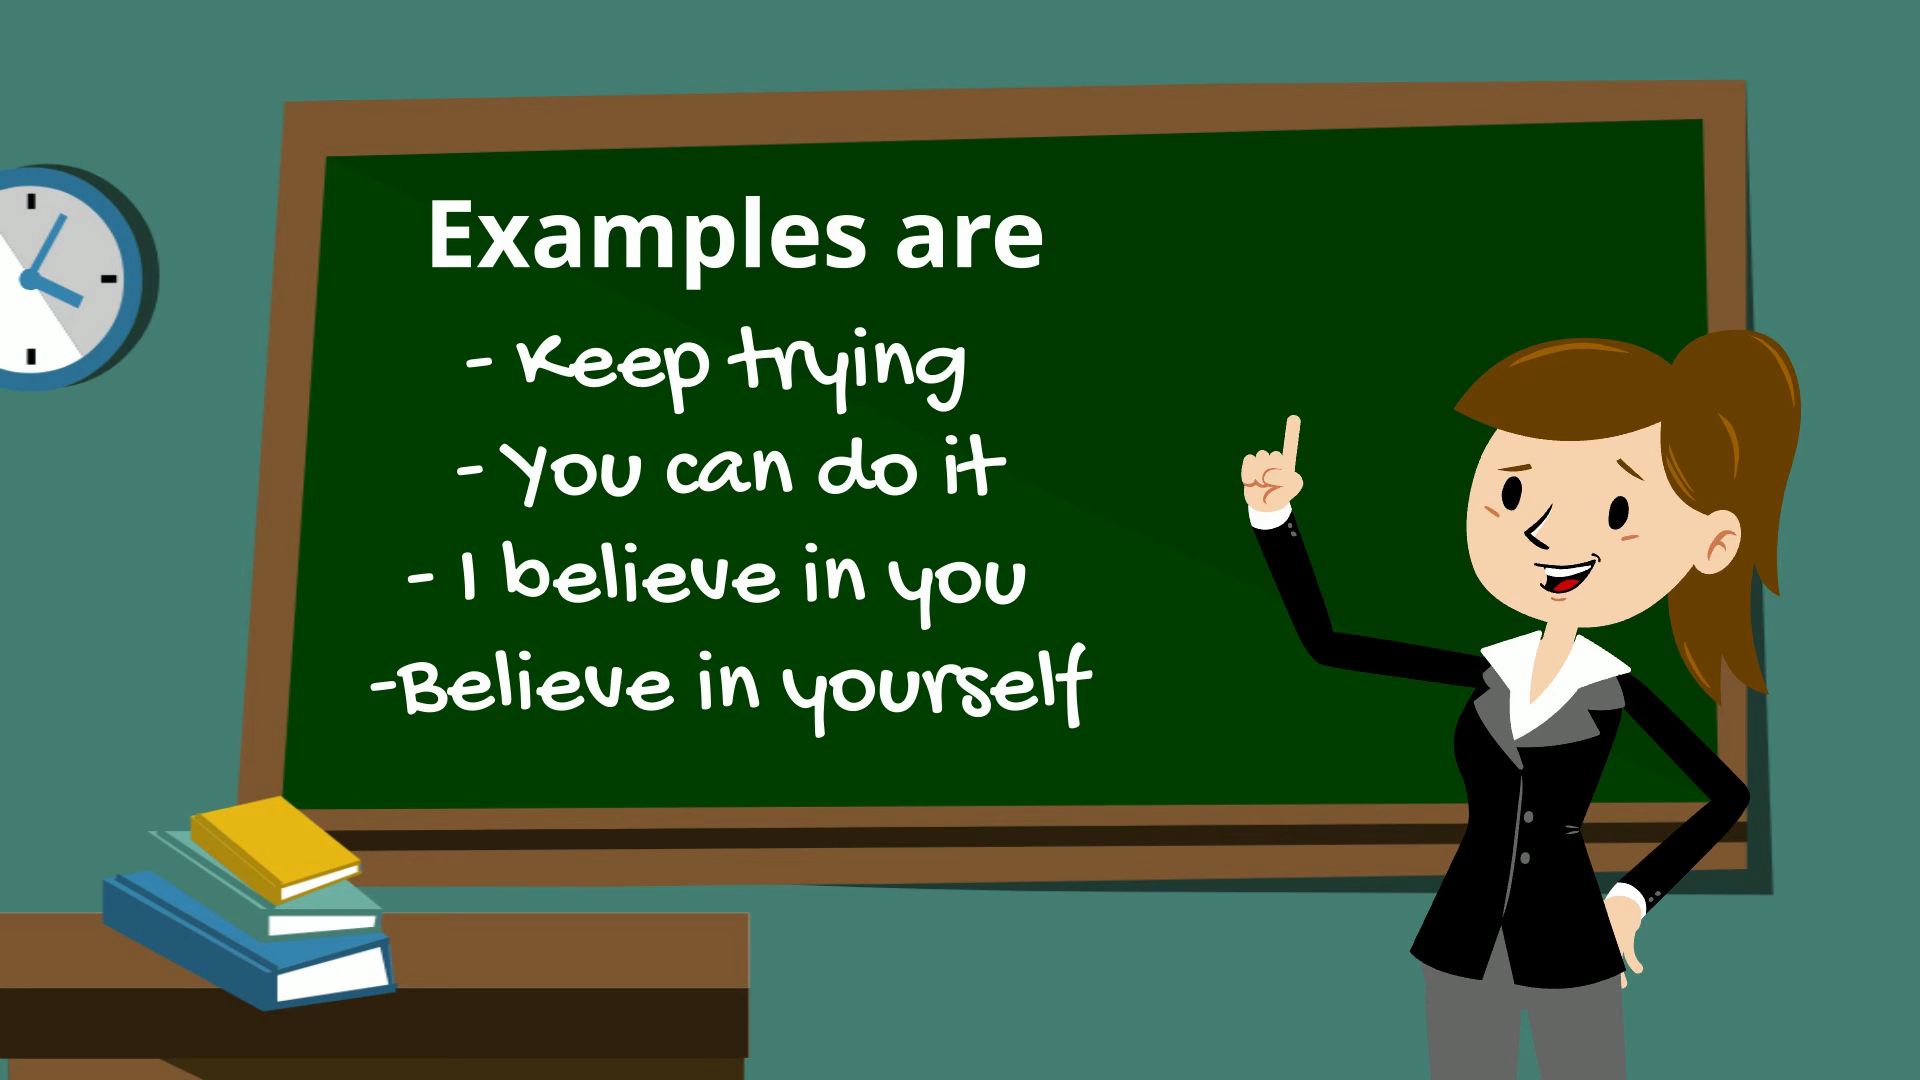 Examples are
- Keep trying
- You can do it
- I believe in you
-Believe in yourself